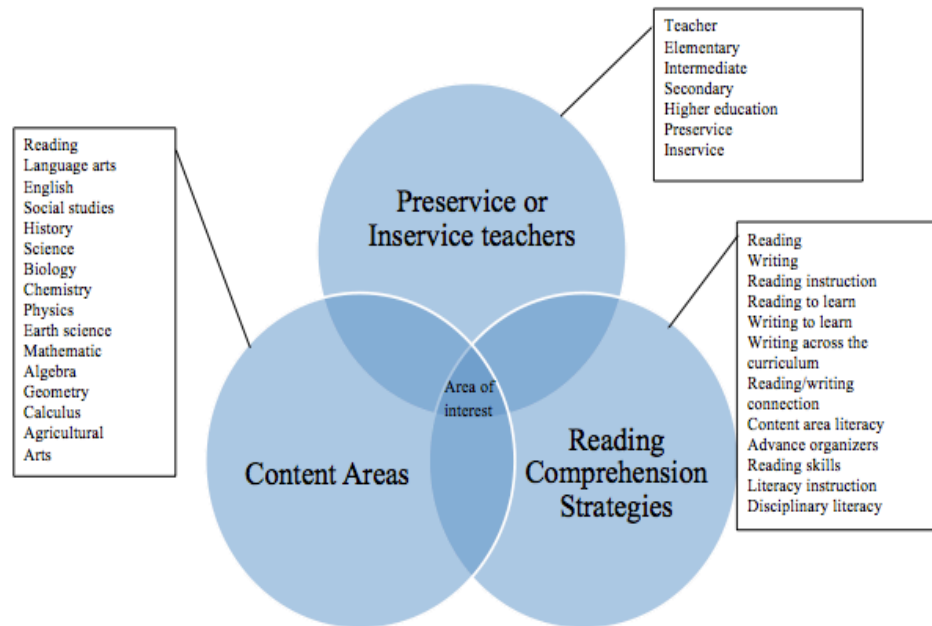 Teacher
Elementary
Intermediate
Secondary
Higher education
Preservice
Inservice
Reading
Language arts
English
Social studies
History
Science
Biology
Chemistry
Physics
Earth science
Mathematic
Algebra
Geometry
Calculus
Agricultural
Arts
Preservice or
Inservice teachers
Reading
Writing
Reading instruction
Reading to learn
Writing to learn
Writing across the
curriculum
Reading/writing
connection
Content area literacy
Advance organizers
Reading skills
Literacy instruction
Disciplinary literacy
Area of
interest
Content Areas
Reading
Comprehension
Strategies